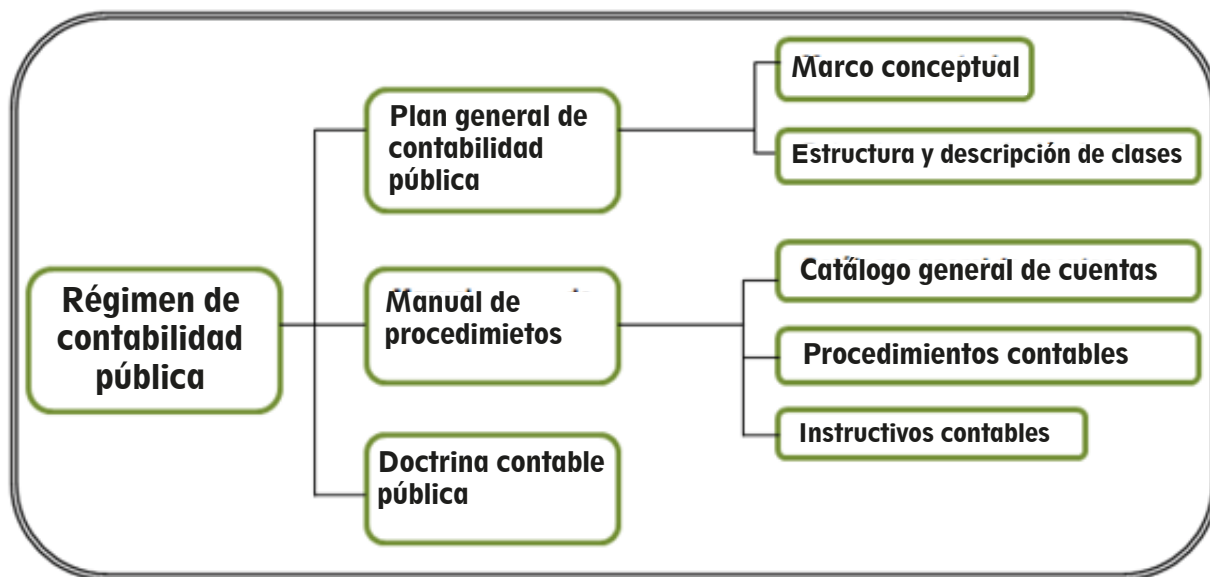 Régimen de
contabilidad
pública
Plan general de
contabilidad
pública
Marco conceptual
Estructura y descripción de clases
Manual de
procedimietos
Catálogo general de cuentas
Procedimientos contables
Instructivos contables
Doctrina contable
pública